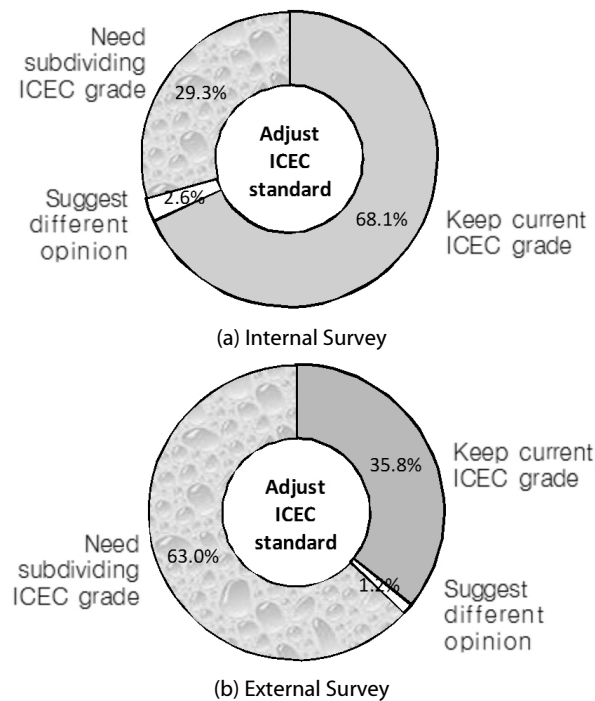 Need
subdividing
ICEC grade
29.3%
Adjust
ICEC
standard
2.6%
Suggest
different
opinion
68.1%
Keep current
ICEC grade
(a) Internal Survey
35.8%
Keep current
ICEC grade
Adjust
ICEC
standard
Need
subdividing
ICEC grade
63.0%
1.2%
Suggest
different
opinion
(b) External Survey